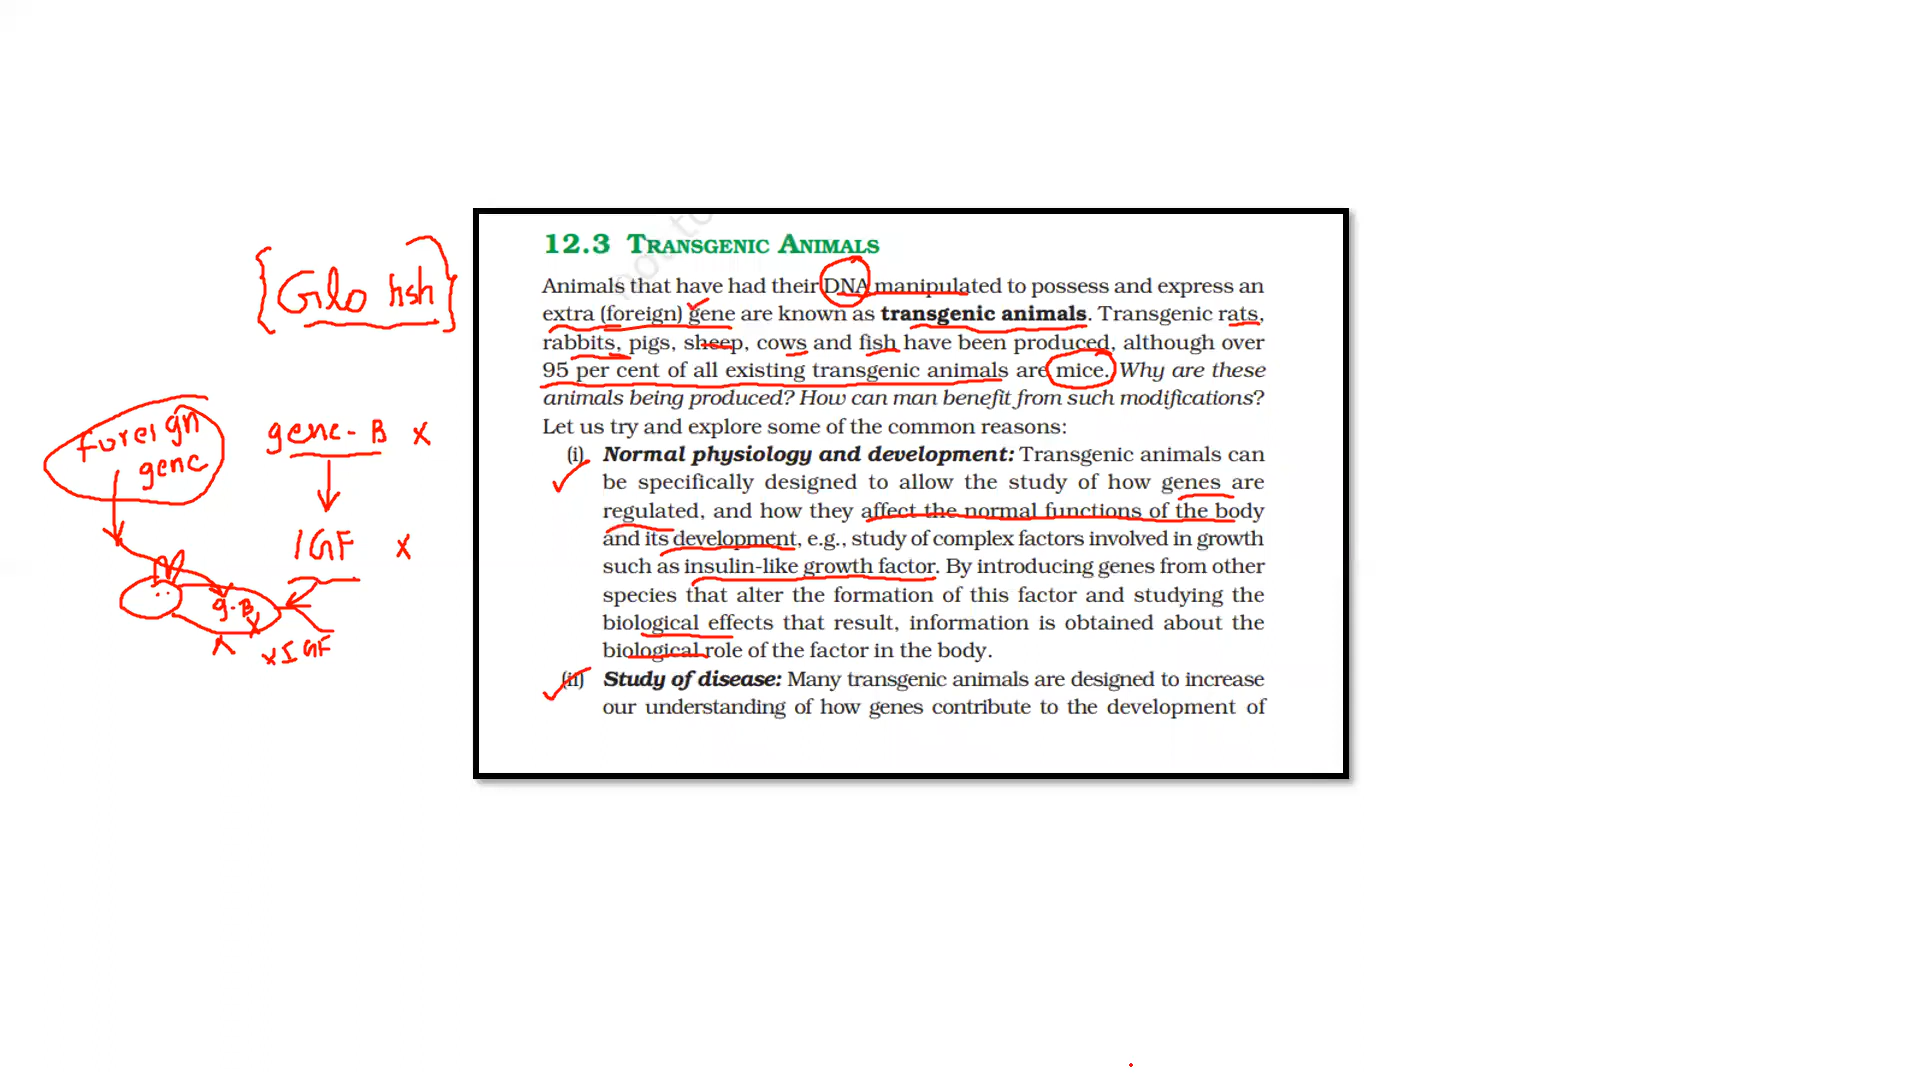 not to
12.3 TRANSGENIC ANIMALS
Animals that have had their DNA manipulated to possess and express an
extra (foreign) gene are known as transgenic animals. Transgenic rats,
rabbits, pigs, sheep, cows and fish have been produced, although over
95 per cent of all existing transgenic animals are mice. Why are these
animals being produced? How can man benefit from such modifications?
Let us try and explore some of the common reasons:
(i) Normal physiology and development: Transgenic animals can
be specifically designed to allow the study of how genes are
regulated, and how they affect the normal functions of the body
and its development, e.g., study of complex factors involved in growth
such as insulin-like growth factor. By introducing genes from other
species that alter the formation of this factor and studying the
biological effects that result, information is obtained about the
biological role of the factor in the body.
(ii) Study of disease: Many transgenic animals are designed to increase
our understanding of how genes contribute to the development of
{Glo fish}
foreign
gene
gene-B X
IGF X
g-B
X
X IGF